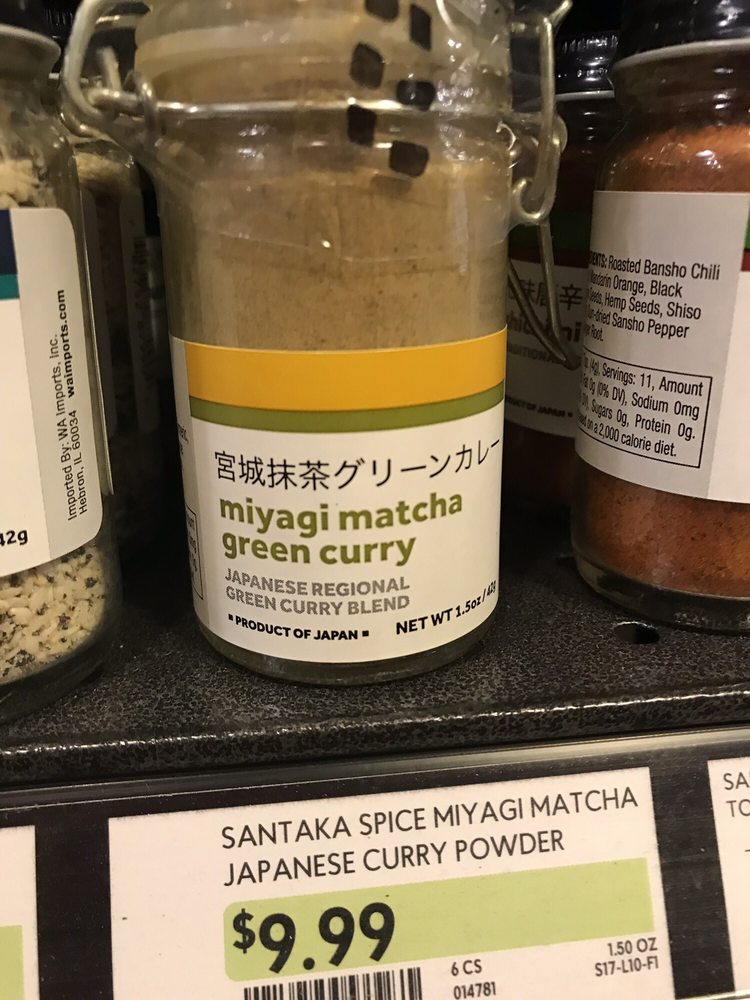 Imported By: WA Imports, Inc.
Hebron, IL 60034 waimports.com
42g
宮城抹茶グリーンカレー
miyagi matcha
green curry
JAPANESE REGIONAL
GREEN CURRY BLEND
▪PRODUCT OF JAPAN▪ NET WT 1.5oz / 42g
Roasted Bansho Chili
Mandarin Orange, Black
Seeds, Hemp Seeds, Shiso
Sun-dried Sansho Pepper
Root.
(4g), Servings: 11, Amount
0g (0% DV), Sodium 0mg
Sugars 0g, Protein 0g.
on a 2,000 calorie diet.
SANTAKA SPICE MIYAGI MATCHA
JAPANESE CURRY POWDER
$9.99
6 CS
014781
1.50 OZ
S17-L10-F1
SA
TO